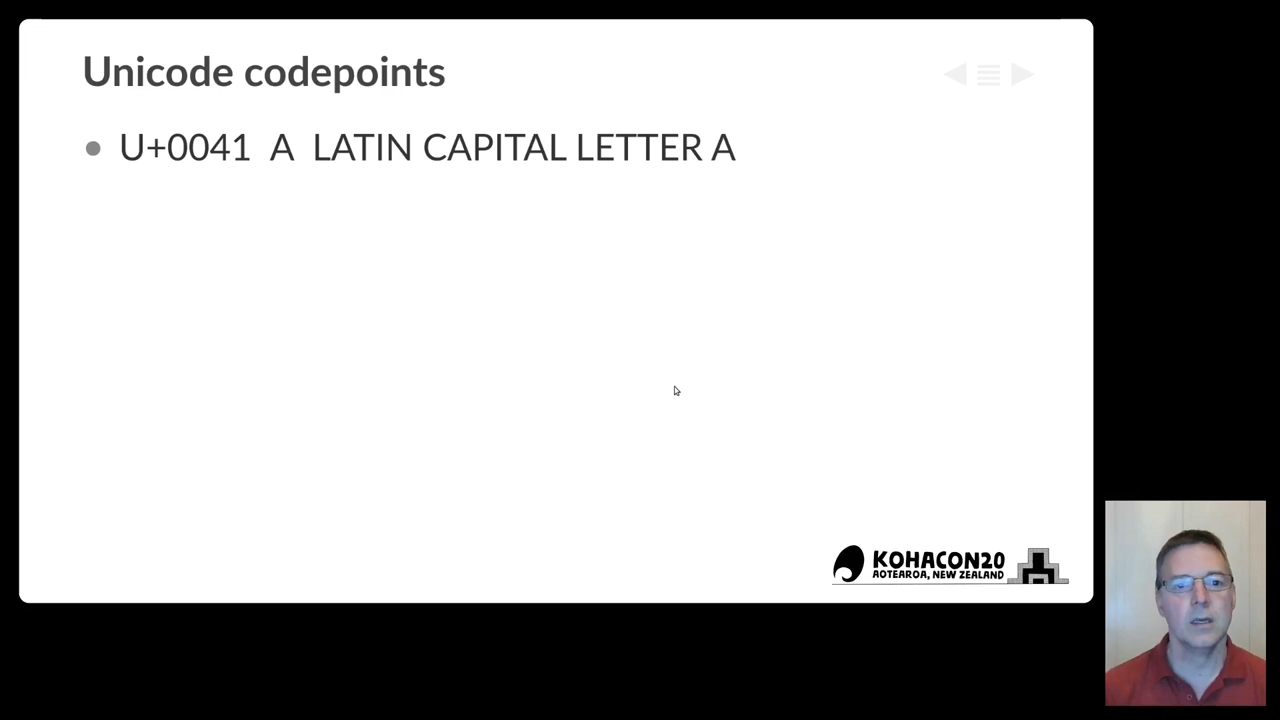 Unicode codepoints
U+0041 A LATIN CAPITAL LETTER A
KOHACON20
AOTEAROA, NEW ZEALAND